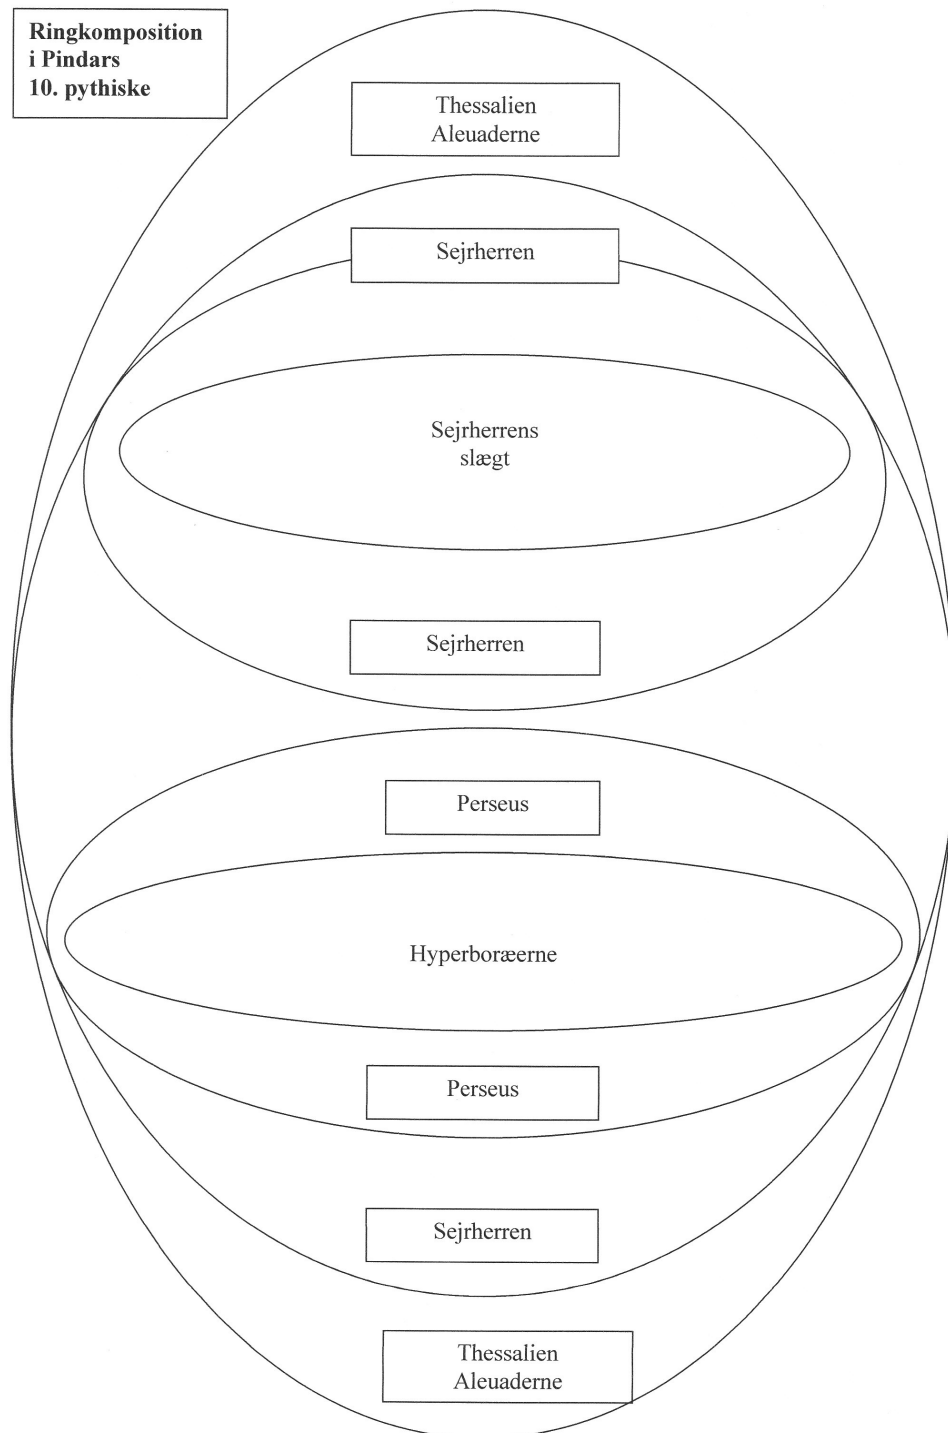 Ringkomposition
i Pindars
10. pythiske
Thessalien
Aleuaderne
Sejrherren
Sejrherrens
slægt
Sejrherren
Perseus
Hyperboræerne
Perseus
Sejrherren
Thessalien
Aleuaderne